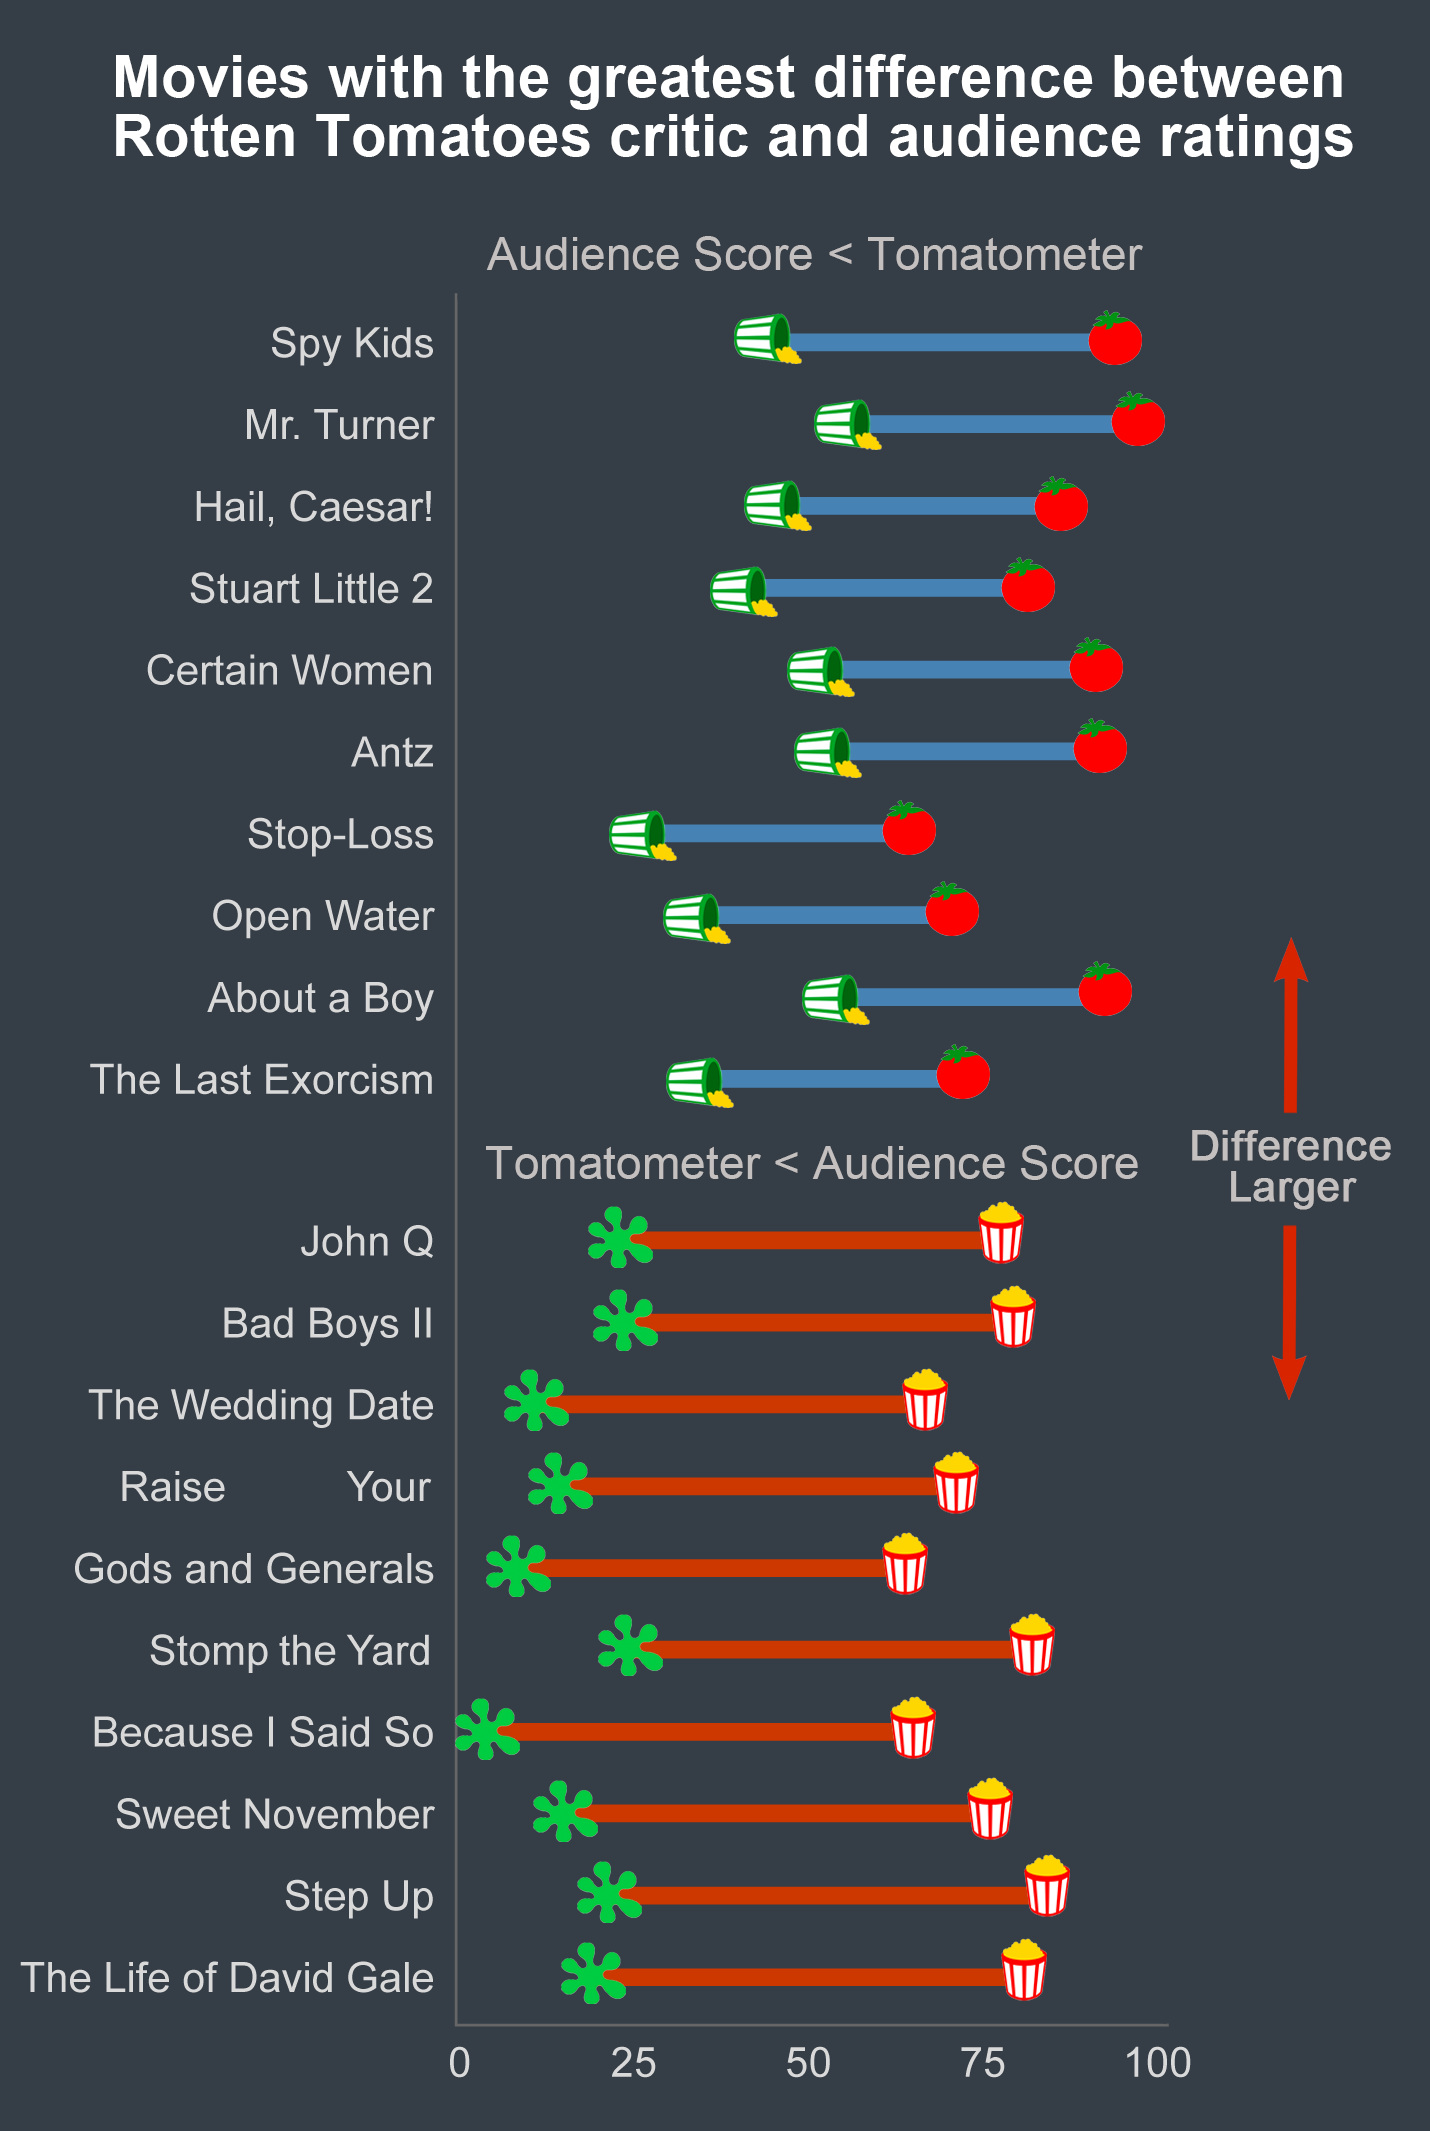 Movies with the greatest difference between
Rotten Tomatoes critic and audience ratings
Audience Score < Tomatometer
Spy Kids
Mr. Turner
Hail, Caesar!
Stuart Little 2
Certain Women
Antz
Stop-Loss
Open Water
About a Boy
The Last Exorcism
Difference
Larger
Tomatometer < Audience Score
John Q
Bad Boys II
The Wedding Date
Raise Your
Gods and Generals
Stomp the Yard
Because I Said So
Sweet November
Step Up
The Life of David Gale
0 25 50 75 100